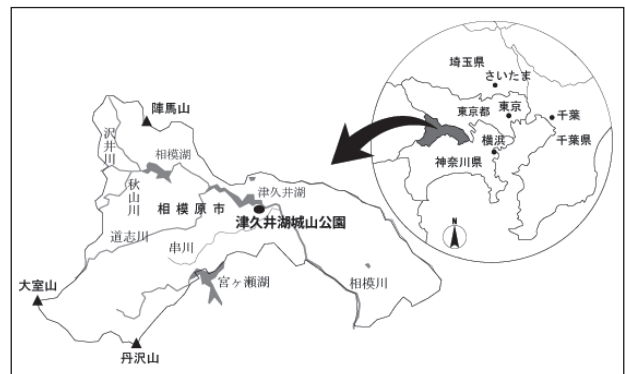 陣馬山
沢井川
相模湖
秋山川
相模原市
津久井湖
津久井湖城山公園
道志川
串川
宮ヶ瀬湖
相模川
大室山
丹沢山
埼玉県
さいたま
東京都
東京
千葉
千葉県
横浜
神奈川県
N